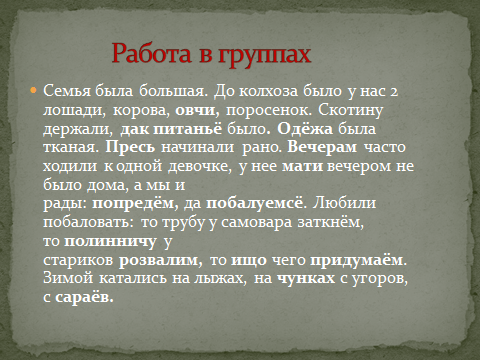 Работа в группах
• Семья была большая. До колхоза было у нас 2
лошади, корова, овчи, поросенок. Скотину
держали, дак питаньё было. Одёжа была
тканая. Пресь начинали рано. Вечерам часто
ходили к одной девочке, у нее мати вечером не
было дома, а мы и
рады: попредём, да побалуемсё. Любили
побаловать: то трубу у самовара заткнём,
то полинничу у
стариков розвалим, то ищо чего придумаём.
Зимой катались на лыжах, на чунках с угоров,
с сараёв.